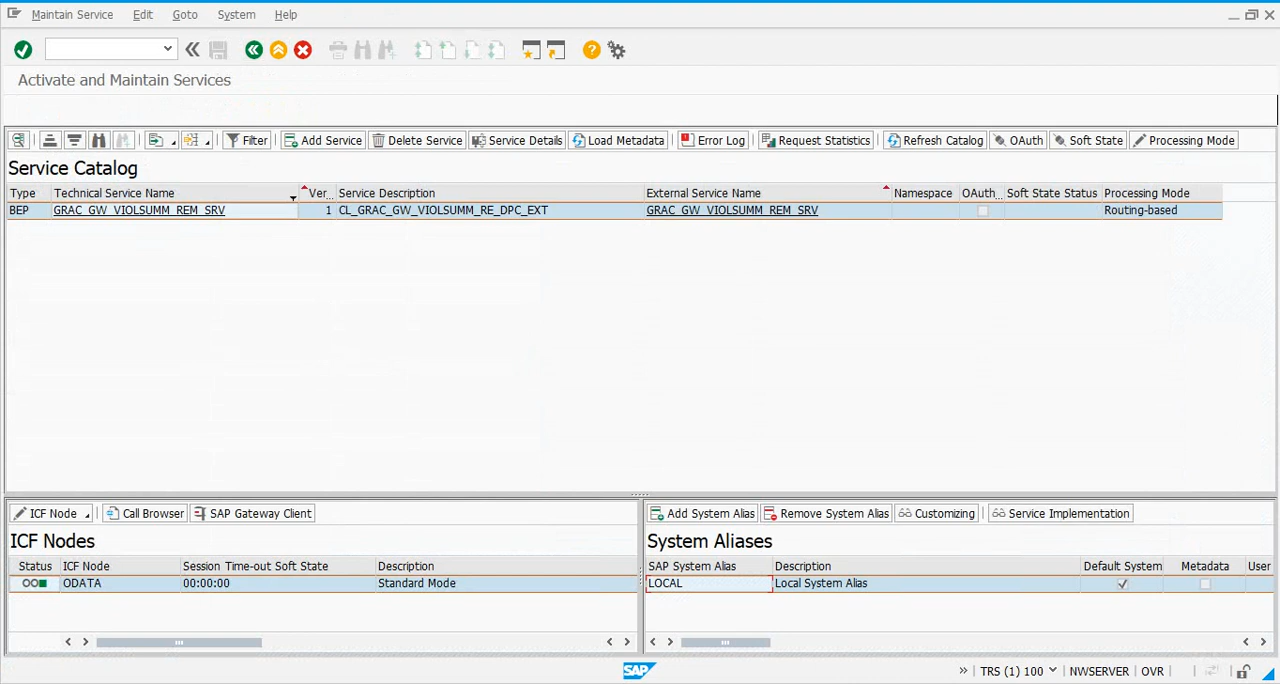 Maintain Service Edit Goto System Help
Activate and Maintain Services
Filter Add Service Delete Service Service Details Load Metadata Error Log Request Statistics Refresh Catalog OAuth Soft State Processing Mode
Service Catalog
Type Technical Service Name Ver... Service Description External Service Name Namespace OAuth... Soft State Status Processing Mode
BEP GRAC_GW_VIOLSUMM_REM_SRV 1 CL_GRAC_GW_VIOLSUMM_RE_DPC_EXT GRAC_GW_VIOLSUMM_REM_SRV Routing-based
ICF Node Call Browser SAP Gateway Client
ICF Nodes
Status ICF Node Session Time-out Soft State Description
ODATA 00:00:00 Standard Mode
Add System Alias Remove System Alias Customizing Service Implementation
System Aliases
SAP System Alias Description Default System Metadata User
LOCAL Local System Alias
SAP TRS (1) 100 NWSERVER OVR